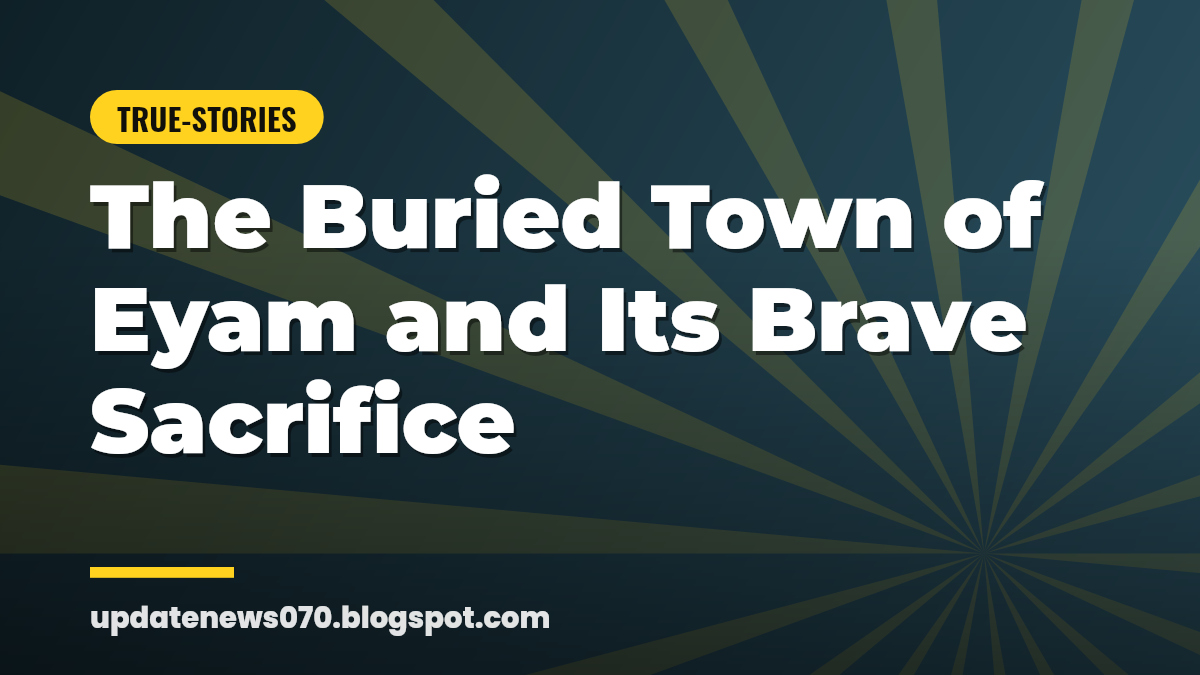 TRUE-STORIES
The Buried Town of
Eyam and Its Brave
Sacrifice
updatenews070.blogspot.com